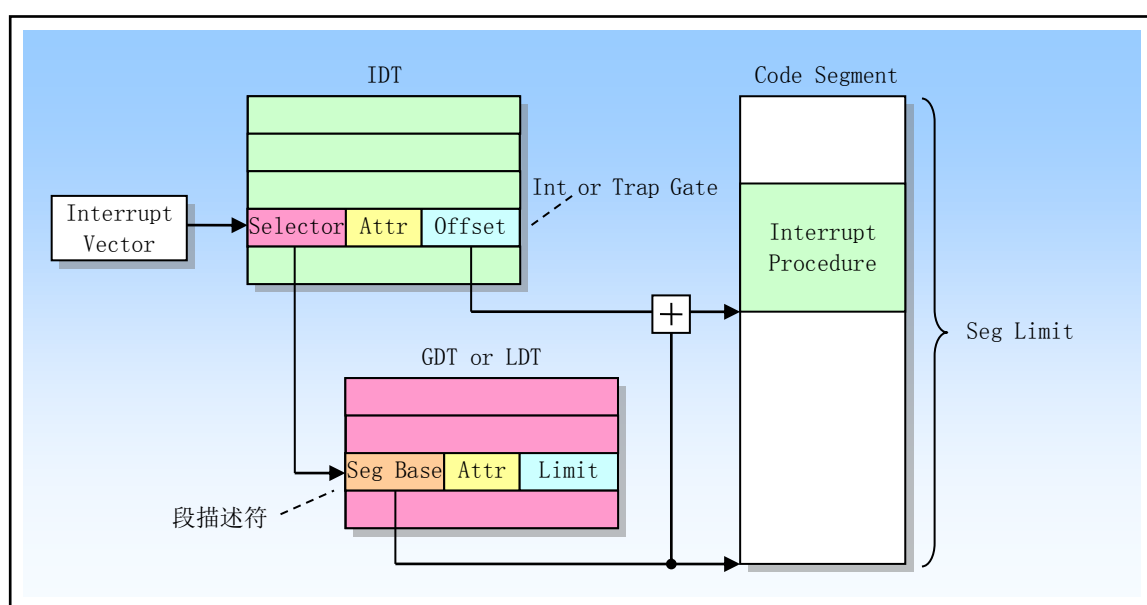 IDT
Code Segment
Int or Trap Gate
Interrupt
Vector
Selector Attr Offset
Interrupt
Procedure
+
Seg Limit
GDT or LDT
Seg Base Attr Limit
段描述符